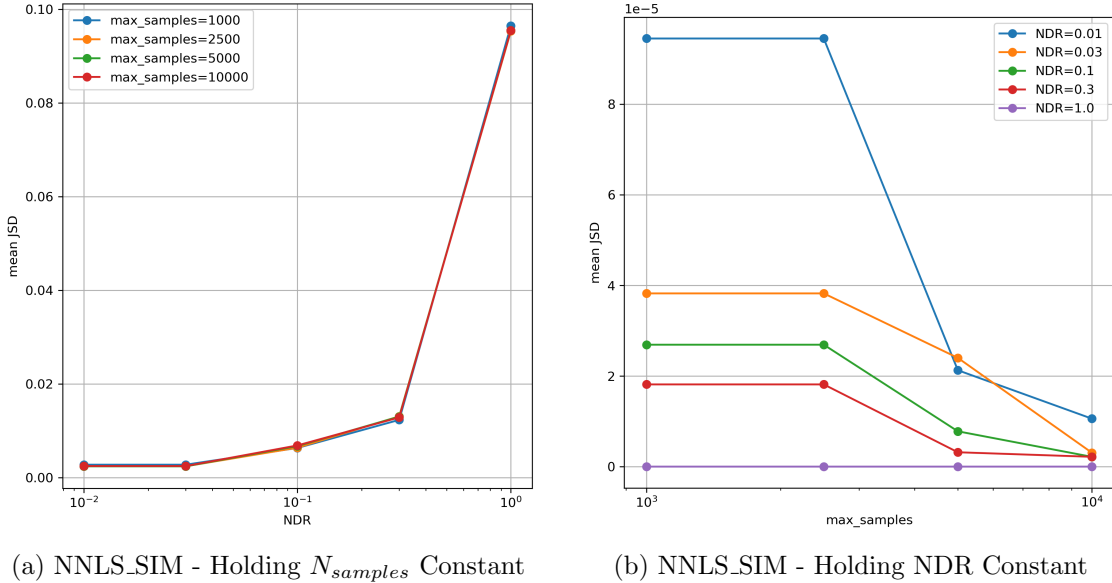 0.10
0.08
0.06
0.04
0.02
0.00
mean JSD
max_samples=1000
max_samples=2500
max_samples=5000
max_samples=10000
10⁻² 10⁻¹ 10⁰
NDR
(a) NNLS_SIM - Holding N_samples Constant
1e−5
8
6
4
2
0
mean JSD
NDR=0.01
NDR=0.03
NDR=0.1
NDR=0.3
NDR=1.0
10³ 10⁴
max_samples
(b) NNLS_SIM - Holding NDR Constant